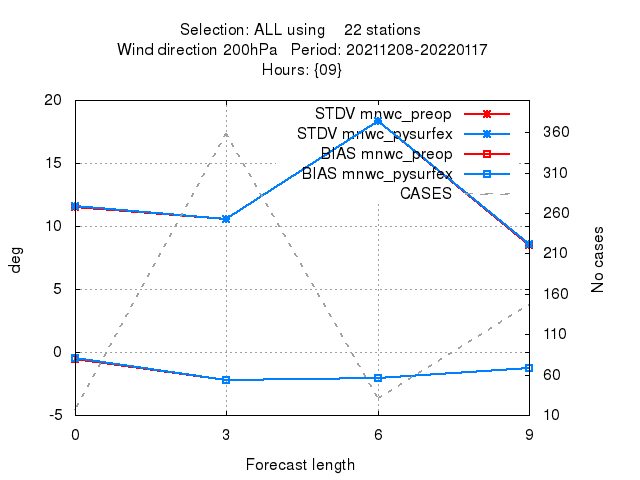 Selection: ALL using 22 stations
Wind direction 200hPa Period: 20211208-20220117
Hours: {09}
STDV mnwc_preop
STDV mnwc_pysurfex
BIAS mnwc_preop
BIAS mnwc_pysurfex
CASES
20
15
10
5
0
-5
deg
360
310
260
210
160
110
60
10
No cases
0 3 6 9
Forecast length